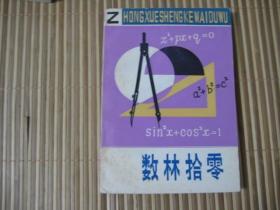 ZHONGXUESHENGKEWAIDUWU
x²+px+q=0
a²+b²=c²
sin²x+cos²x=1
数林拾零